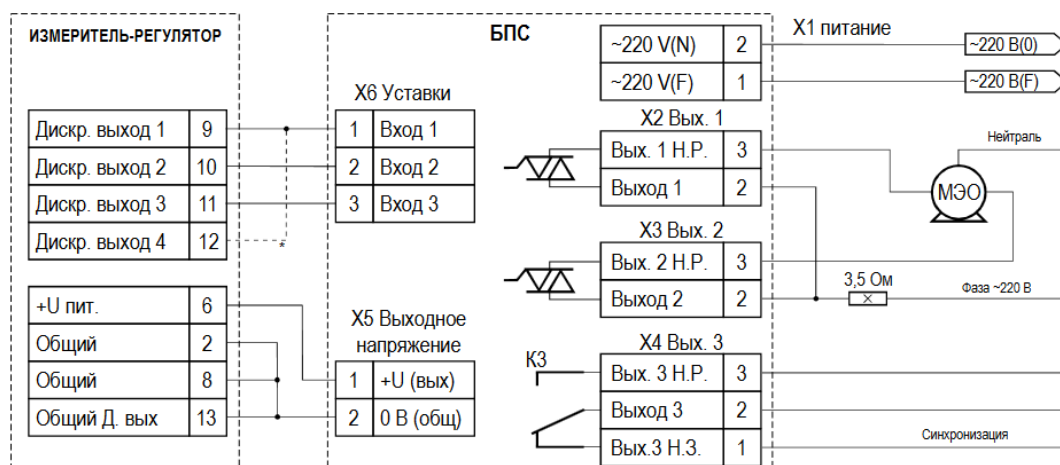 ИЗМЕРИТЕЛЬ-РЕГУЛЯТОР
Дискр. выход 1 9
Дискр. выход 2 10
Дискр. выход 3 11
Дискр. выход 4 12
*
+U пит. 6
Общий 2
Общий 8
Общий Д. вых 13
БПС
X6 Уставки
1 Вход 1
2 Вход 2
3 Вход 3
X5 Выходное
напряжение
1 +U (вых)
2 0 В (общ)
~220 V(N) 2
~220 V(F) 1
X1 питание
~220 В(0)
~220 В(F)
X2 Вых. 1
Вых. 1 Н.Р. 3
Выход 1 2
X3 Вых. 2
Вых. 2 Н.Р. 3
Выход 2 2
X4 Вых. 3
К3
Вых. 3 Н.Р. 3
Выход 3 2
Вых.3 Н.З. 1
Нейтраль
МЭО
3,5 Ом
Фаза ~220 В
Синхронизация